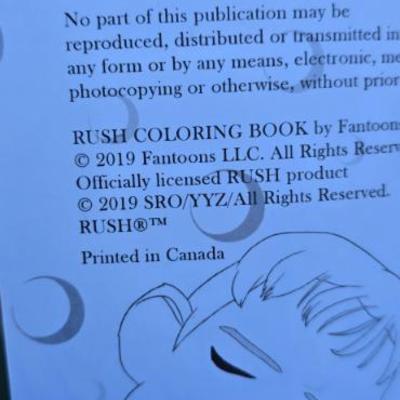 No part of this publication may be
reproduced, distributed or transmitted in
any form or by any means, electronic,
photocopying or otherwise, without prior
RUSH COLORING BOOK by Fantoons
© 2019 Fantoons LLC. All Rights
Officially licensed RUSH product
© 2019 SRO/YYZ/All Rights Reserved.
RUSH®™
Printed in Canada